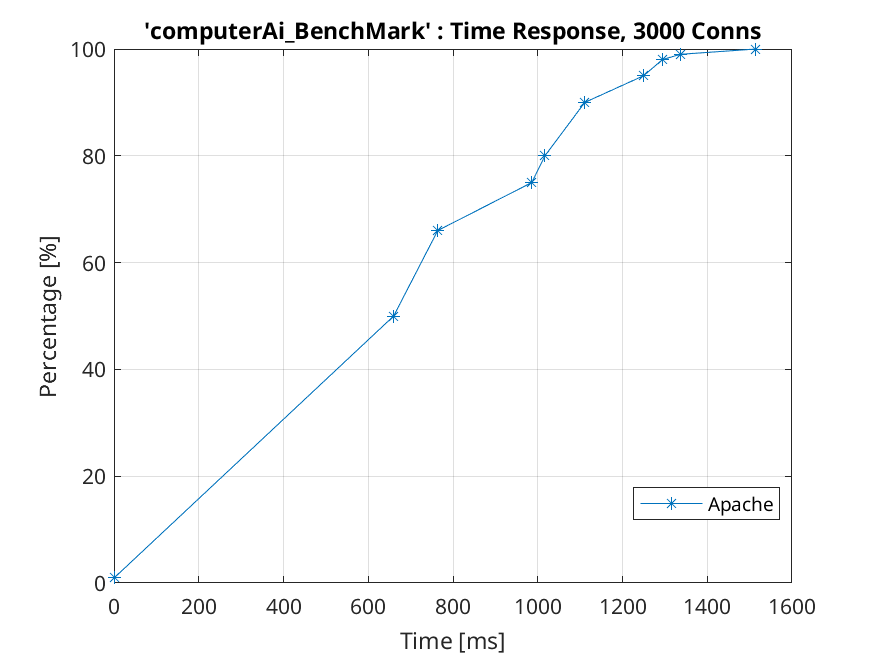 'computerAi_BenchMark' : Time Response, 3000 Conns
100
80
60
40
20
0
Percentage [%]
Apache
0 200 400 600 800 1000 1200 1400 1600
Time [ms]